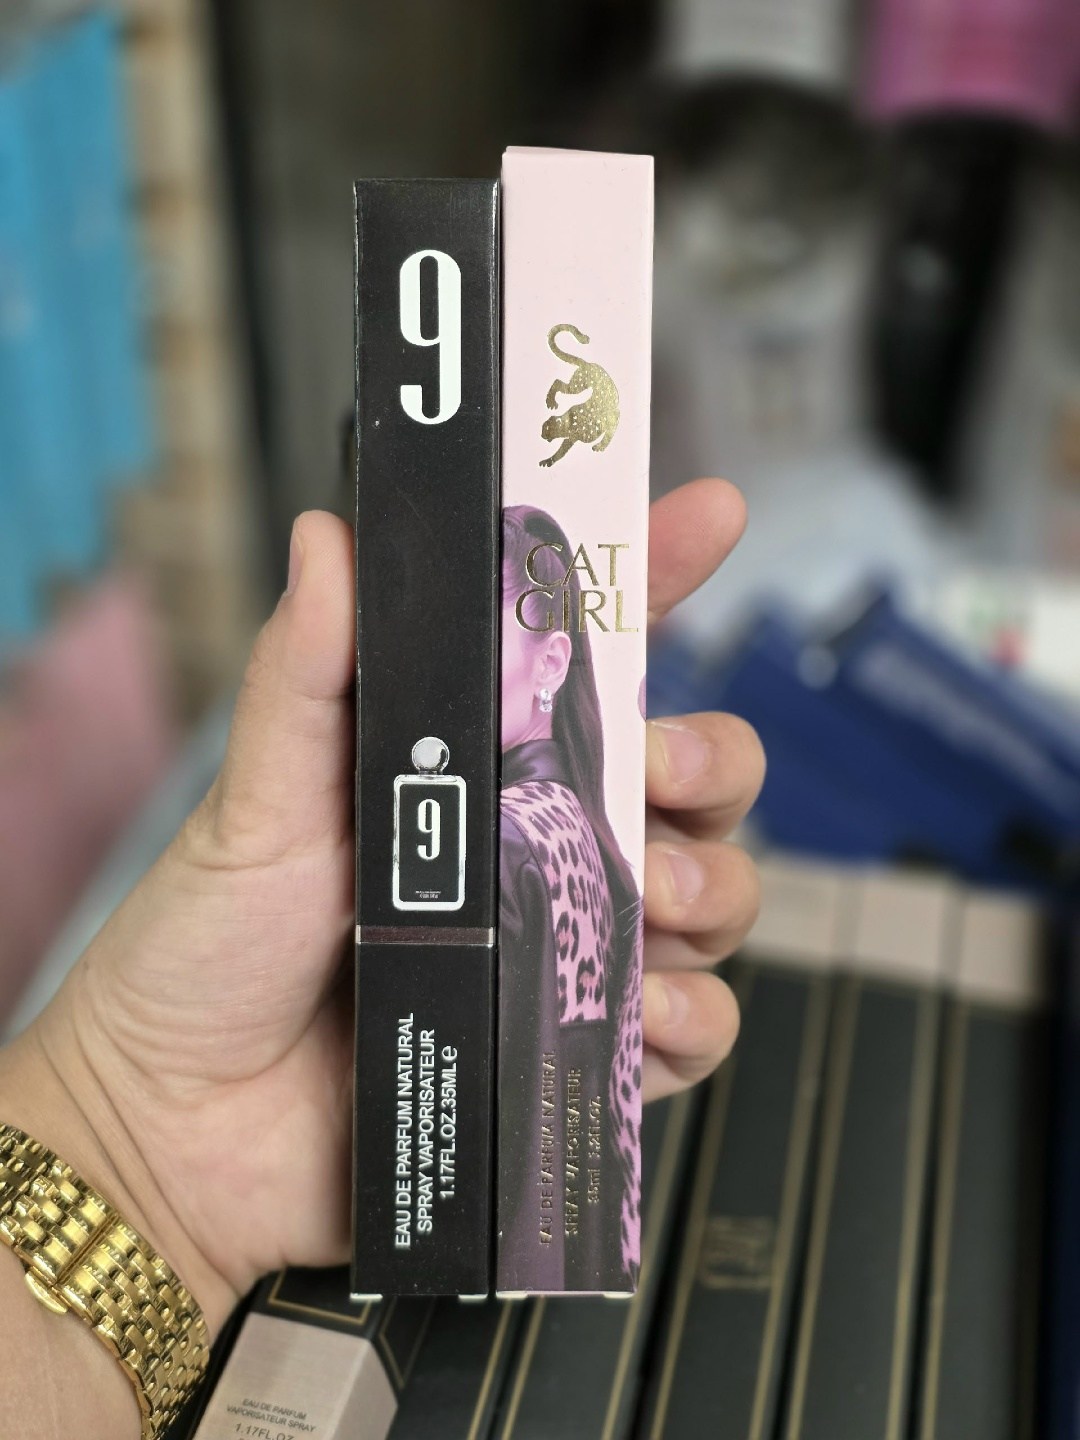 9
9
EAU DE PARFUM NATURAL
SPRAY VAPORISATEUR
1.17FL.OZ.35MLe
CAT
GIRL
EAU DE PARFUM NATURAL
SPRAY VAPORISATEUR
35ml
EAU DE PARFUM
VAPORISATEUR SPRAY
1.17FL.OZ